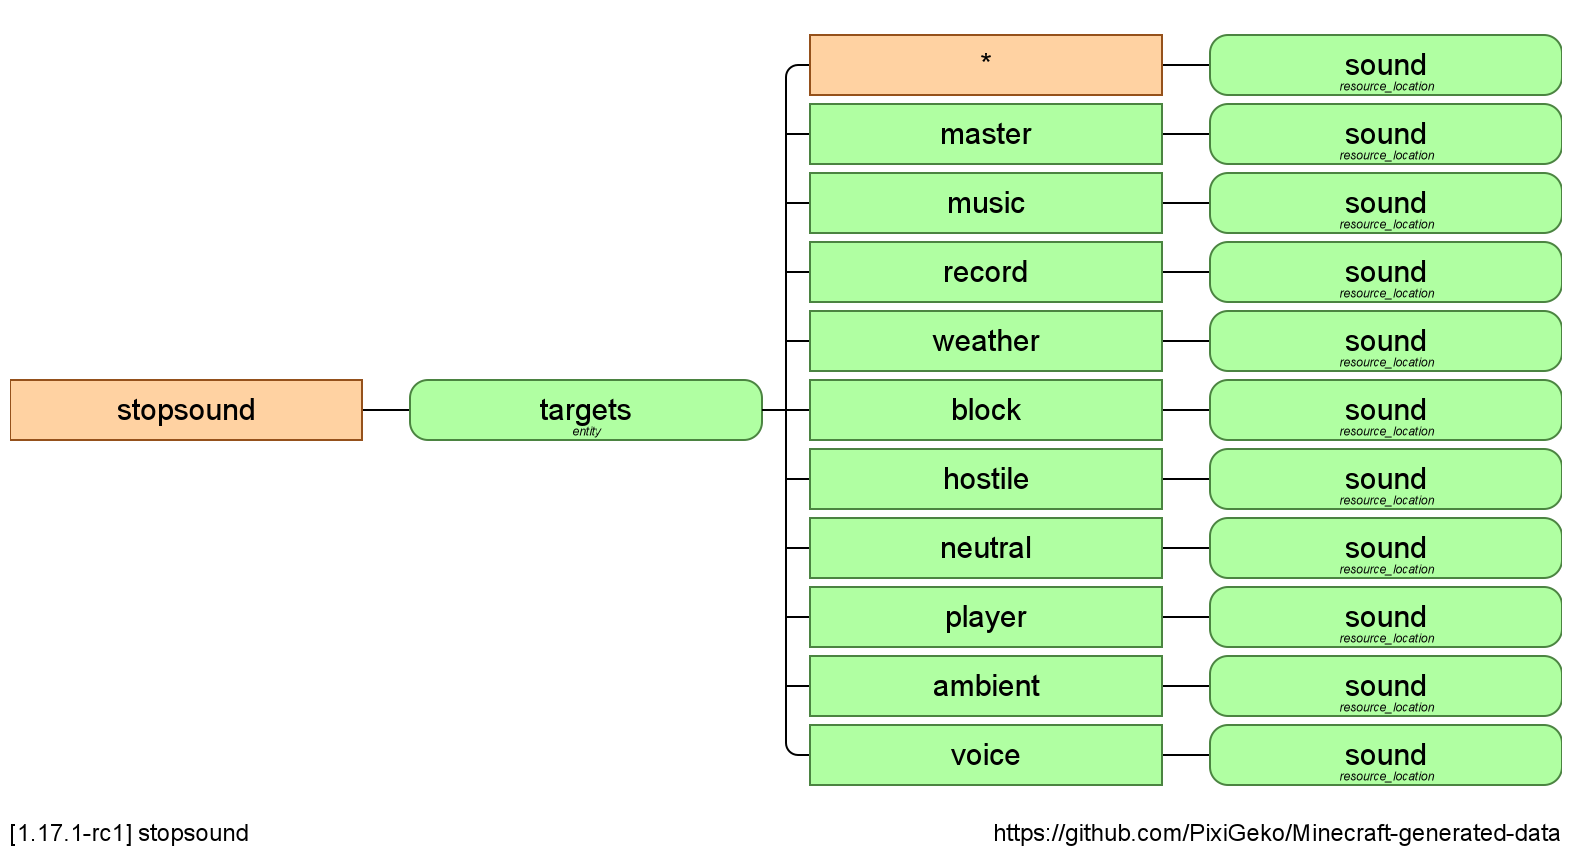 *
sound
resource_location
master
sound
resource_location
music
sound
resource_location
record
sound
resource_location
weather
sound
resource_location
stopsound
targets
entity
block
sound
resource_location
hostile
sound
resource_location
neutral
sound
resource_location
player
sound
resource_location
ambient
sound
resource_location
voice
sound
resource_location
[1.17.1-rc1] stopsound
https://github.com/PixiGeko/Minecraft-generated-data